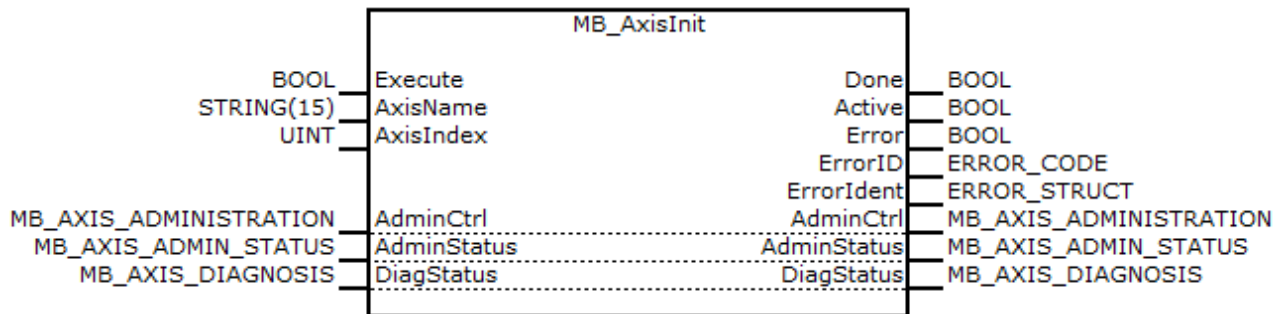 MB_AxisInit
BOOL Execute Done BOOL
STRING(15) AxisName Active BOOL
UINT AxisIndex Error BOOL
ErrorID ERROR_CODE
ErrorIdent ERROR_STRUCT
MB_AXIS_ADMINISTRATION AdminCtrl AdminCtrl MB_AXIS_ADMINISTRATION
MB_AXIS_ADMIN_STATUS AdminStatus AdminStatus MB_AXIS_ADMIN_STATUS
MB_AXIS_DIAGNOSIS DiagStatus DiagStatus MB_AXIS_DIAGNOSIS